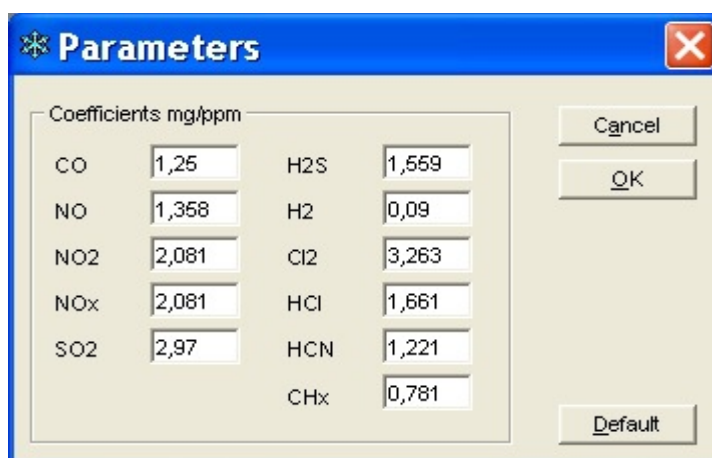 Parameters
Coefficients mg/ppm
CO 1,25 H2S 1,559
NO 1,358 H2 0,09
NO2 2,081 Cl2 3,263
NOx 2,081 HCl 1,661
SO2 2,97 HCN 1,221
CHx 0,781
Cancel
OK
Default